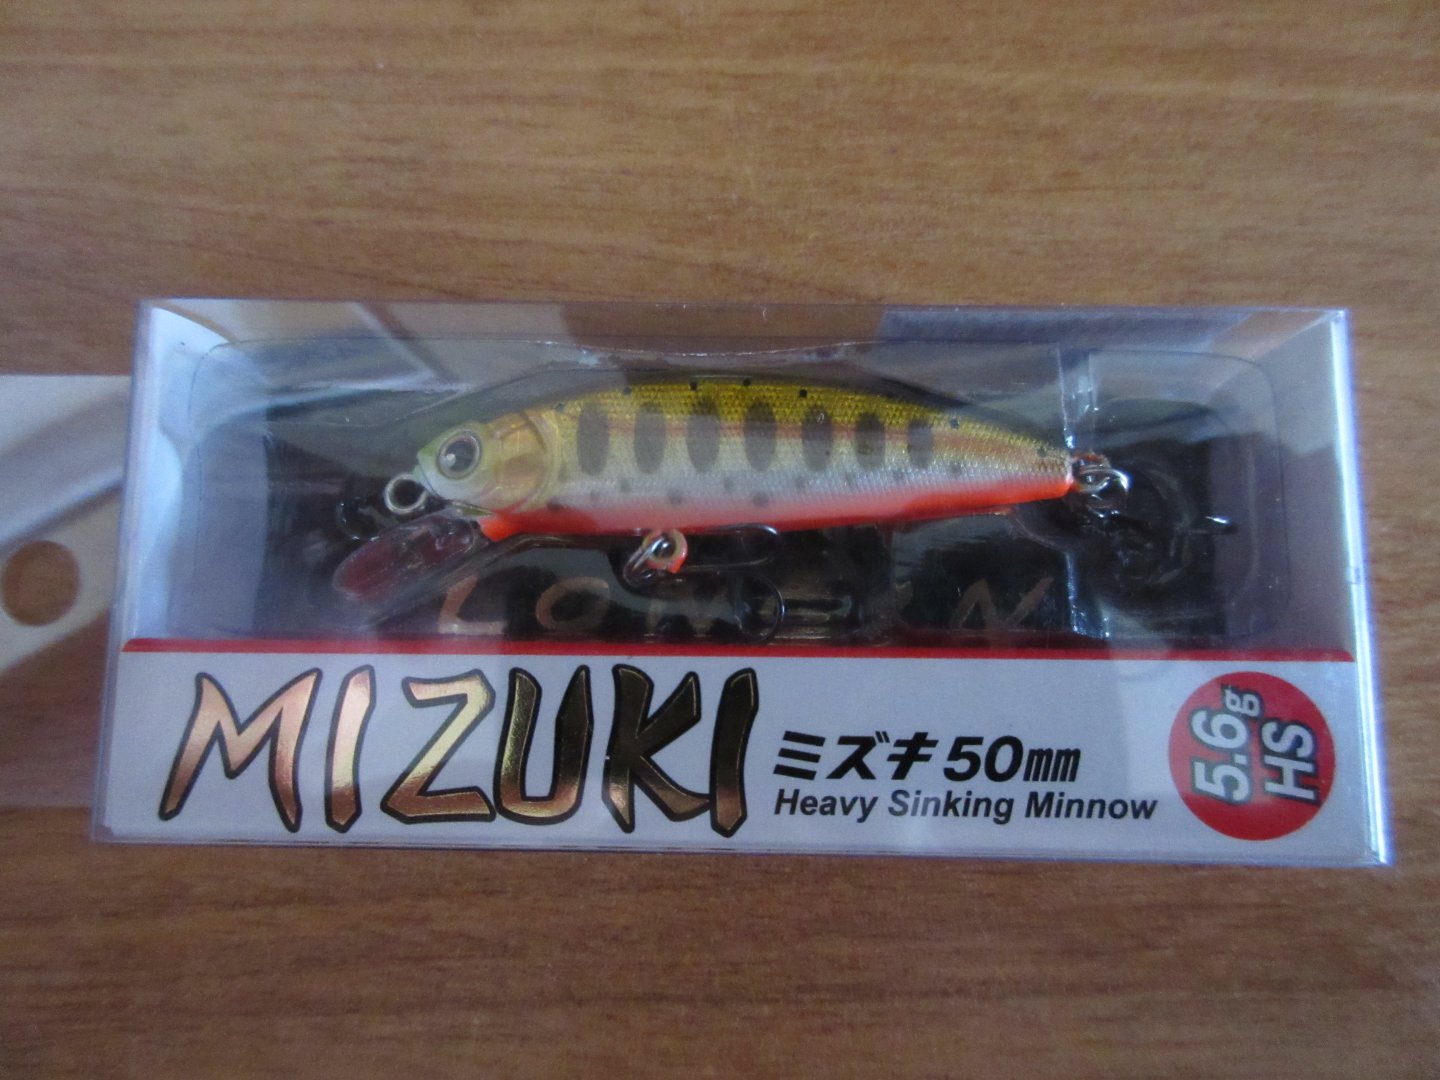 MIZUKI
ミズキ 50mm
Heavy Sinking Minnow
5.6g
HS